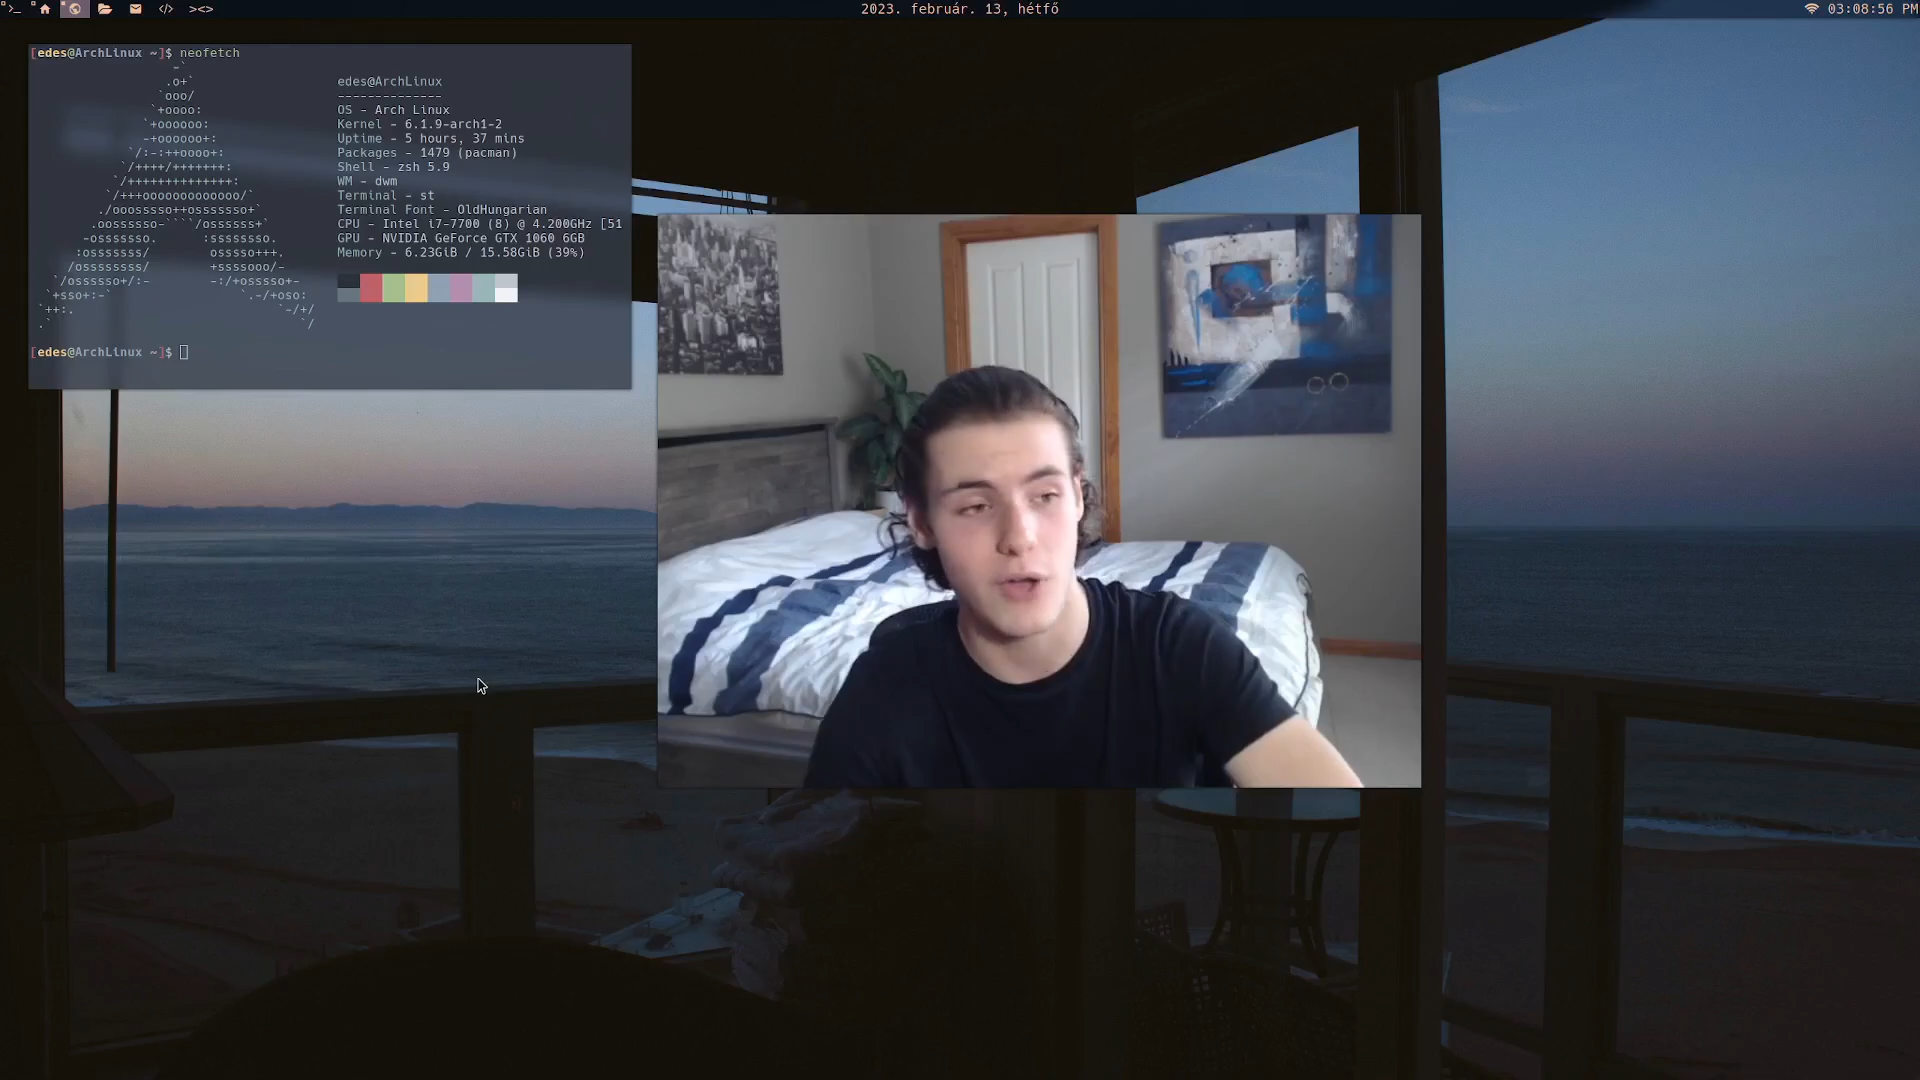 2023. február. 13, hétfő
03:08:56 PM
[edes@ArchLinux ~]$ neofetch
edes@ArchLinux
--------------
OS - Arch Linux
Kernel - 6.1.9-arch1-2
Uptime - 5 hours, 37 mins
Packages - 1479 (pacman)
Shell - zsh 5.9
WM - dwm
Terminal - st
Terminal Font - OldHungarian
CPU - Intel i7-7700 (8) @ 4.200GHz [51
GPU - NVIDIA GeForce GTX 1060 6GB
Memory - 6.23GiB / 15.58GiB (39%)
[edes@ArchLinux ~]$